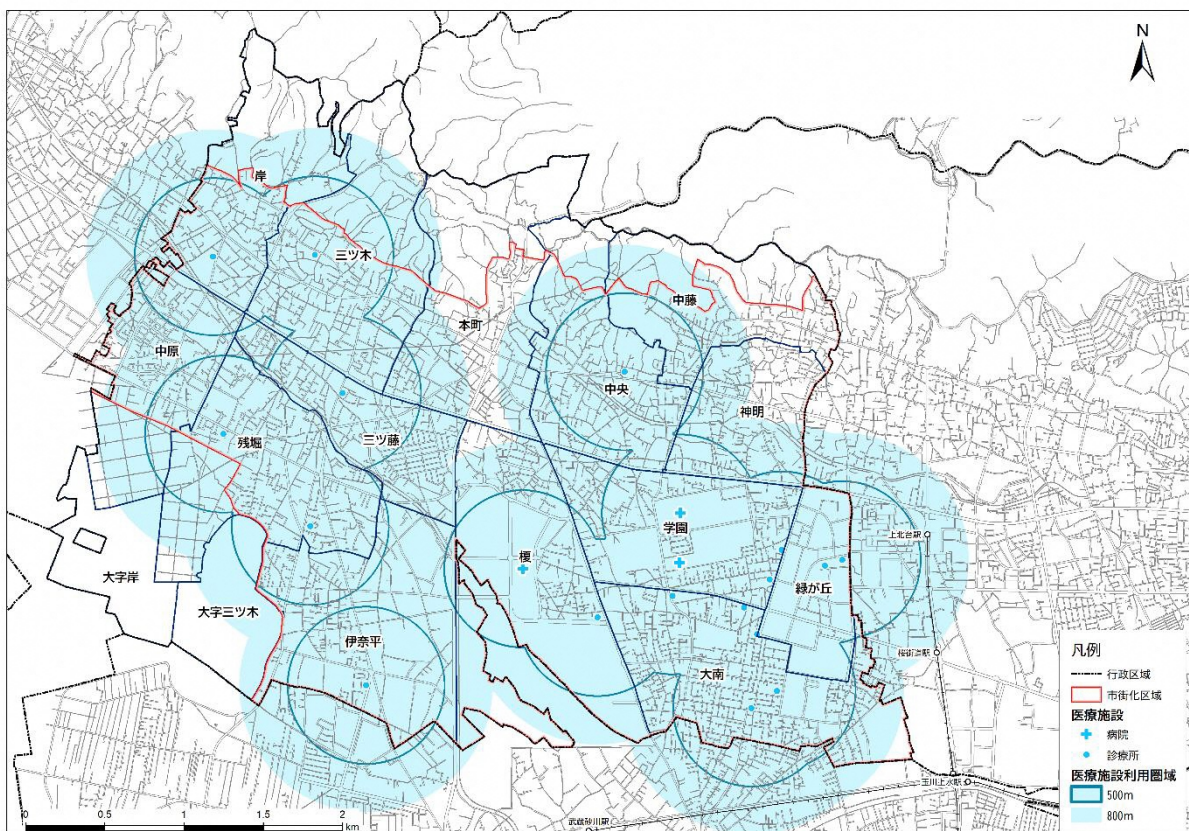 N
岸
三ツ木
中藤
本町
中原
中央
神明
三ツ藤
残堀
学園
上北台駅
榎
緑が丘
大字岸
大字三ツ木
伊奈平
桜街道駅
大南
玉川上水駅
武蔵砂川駅
凡例
行政区域
市街化区域
医療施設
病院
診療所
医療施設利用圏域
500m
800m
0 0.5 1 1.5 2
km